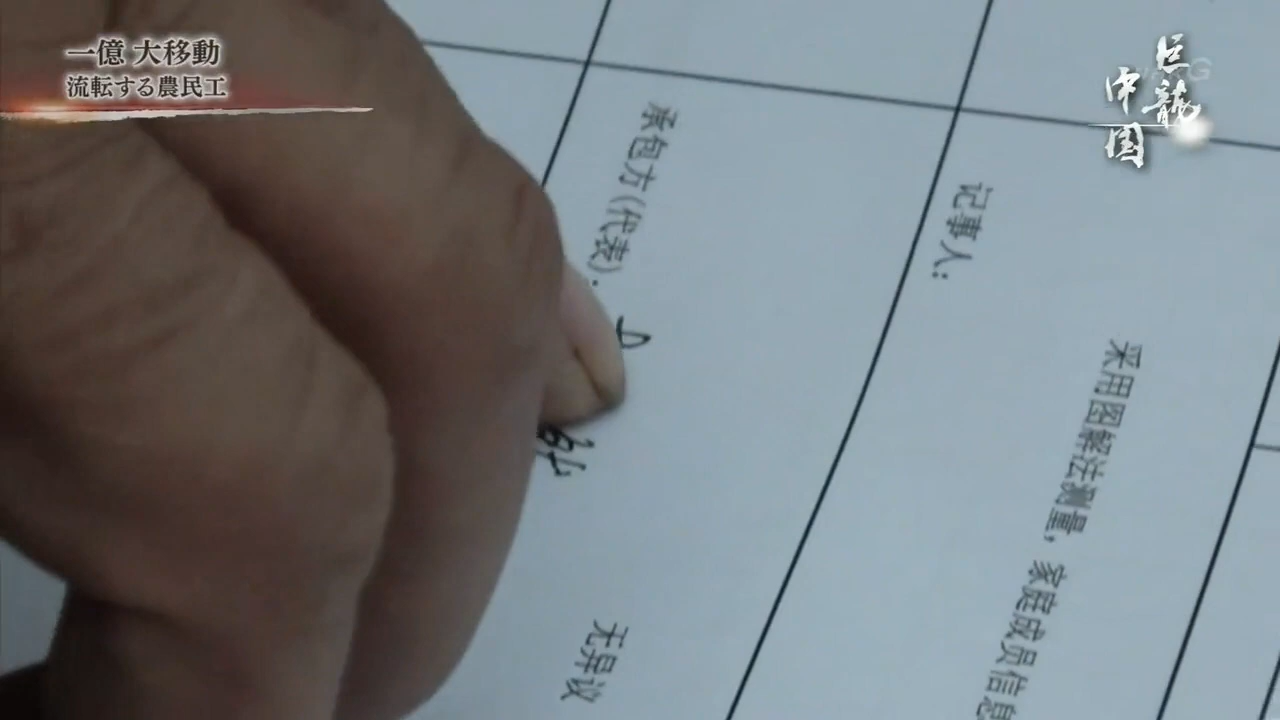 一億 大移動
流転する農民工
巨龍
中国
采用图解法测量，家庭成员信息
记事人：
承包方（代表）：
无异议